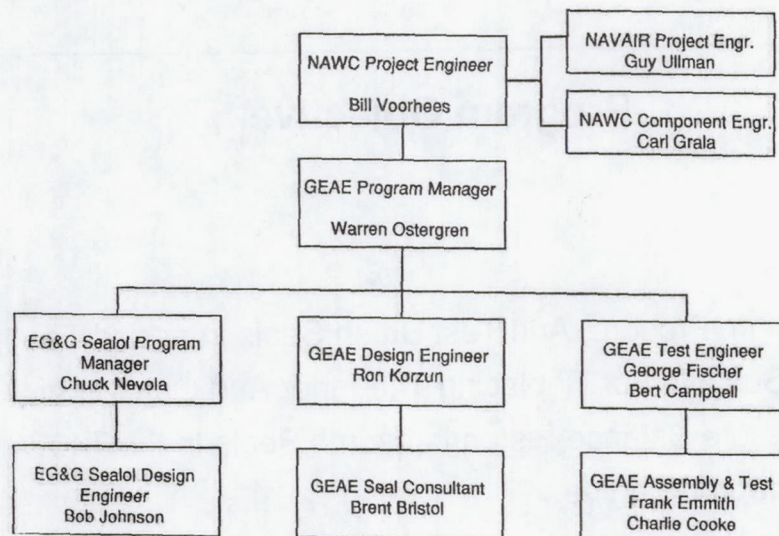 NAWC Project Engineer
Bill Voorhees
NAVAIR Project Engr.
Guy Ullman
NAWC Component Engr.
Carl Grala
GEAE Program Manager
Warren Ostergren
EG&G Sealol Program
Manager
Chuck Nevola
GEAE Design Engineer
Ron Korzun
GEAE Test Engineer
George Fischer
Bert Campbell
EG&G Sealol Design
Engineer
Bob Johnson
GEAE Seal Consultant
Brent Bristol
GEAE Assembly & Test
Frank Emmith
Charlie Cooke